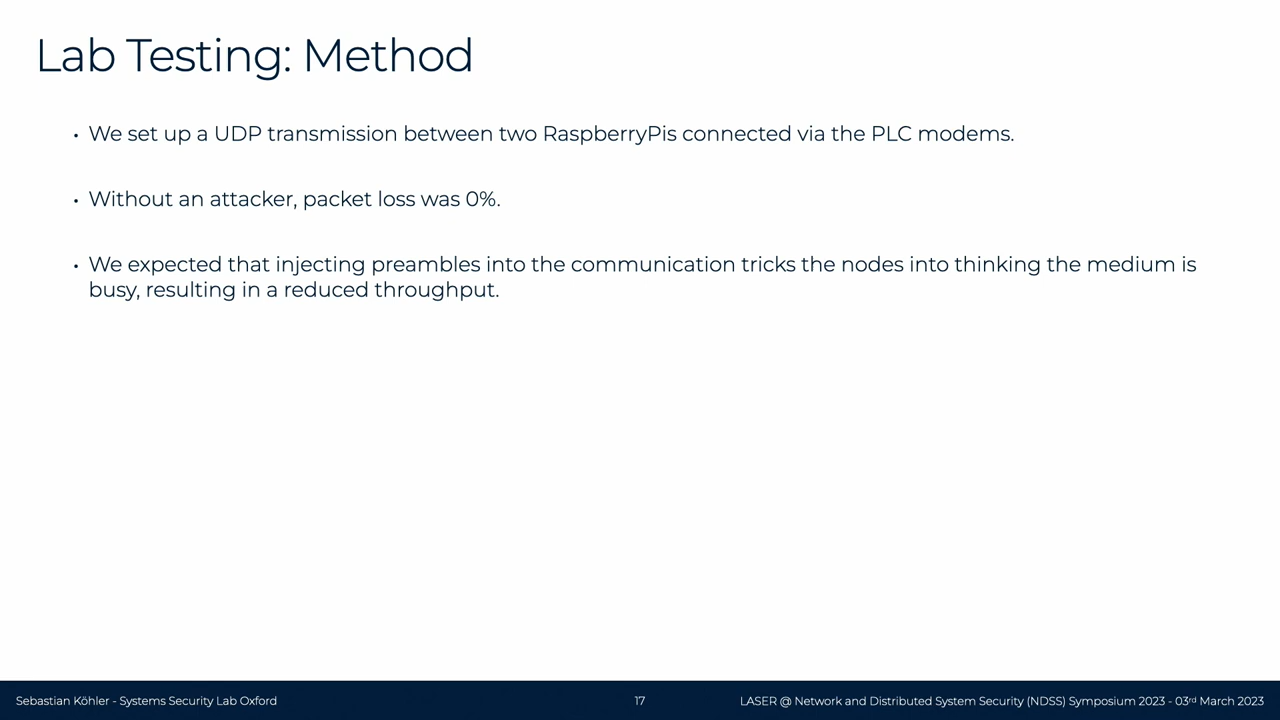 Lab Testing: Method
• We set up a UDP transmission between two RaspberryPis connected via the PLC modems.
• Without an attacker, packet loss was 0%.
• We expected that injecting preambles into the communication tricks the nodes into thinking the medium is
busy, resulting in a reduced throughput.
Sebastian Köhler - Systems Security Lab Oxford
17
LASER @ Network and Distributed System Security (NDSS) Symposium 2023 - 03rd March 2023